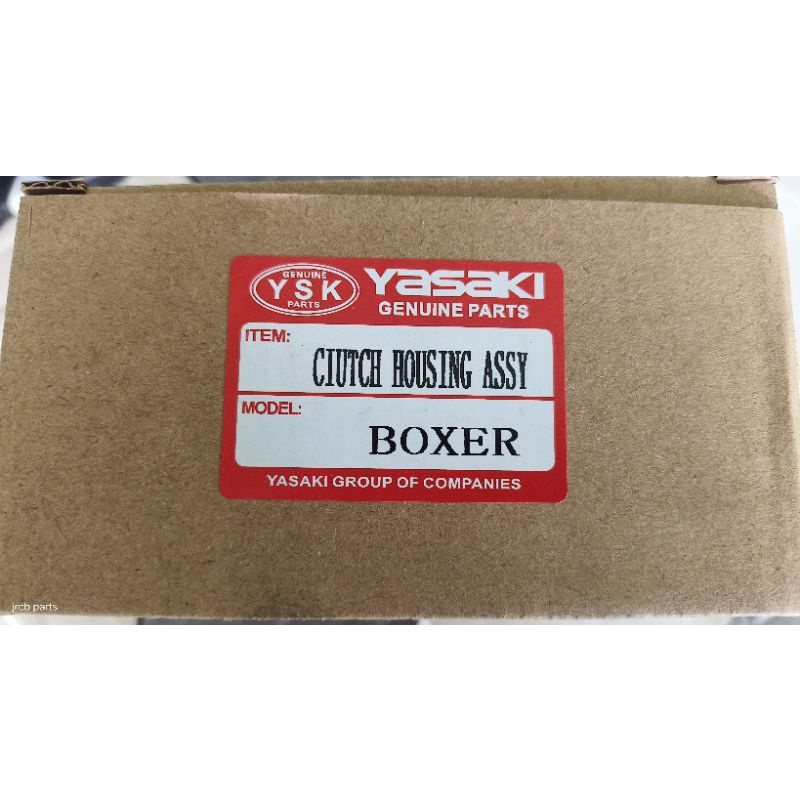 GENUINE
YSK
PARTS
YASAKI
GENUINE PARTS
ITEM:
CIUTCH HOUSING ASSY
MODEL:
BOXER
YASAKI GROUP OF COMPANIES
jrcb parts